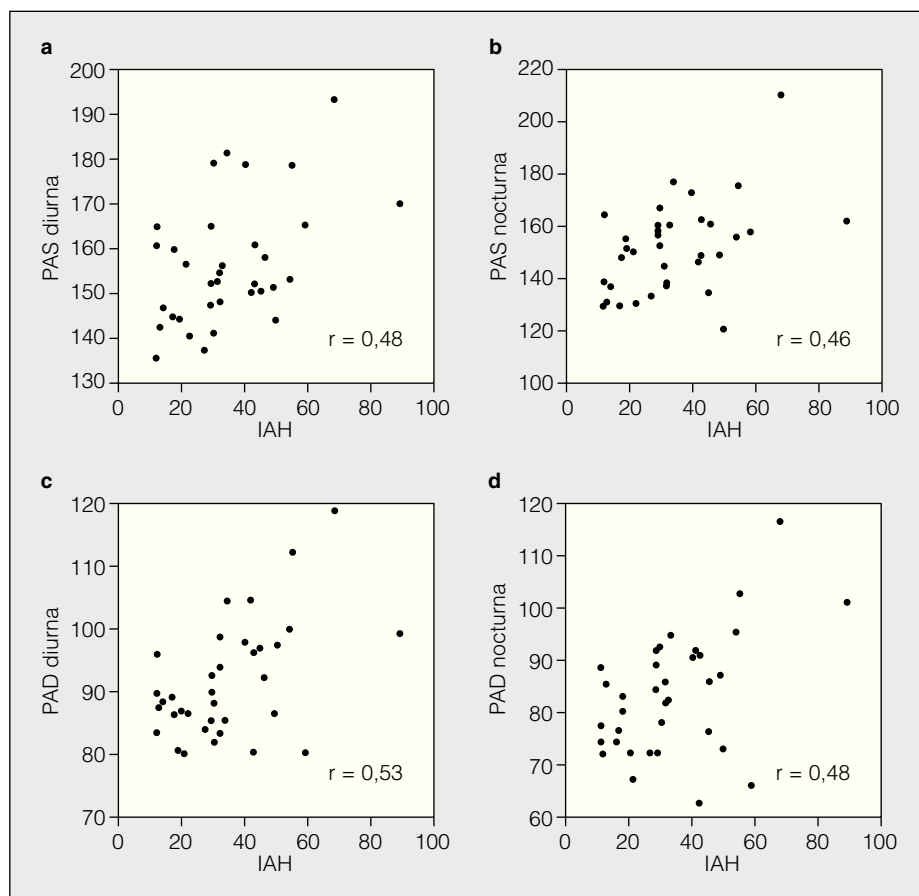 a
PAS diurna
200
190
180
170
160
150
140
130
0 20 40 60 80 100
IAH
r = 0,48
b
PAS nocturna
220
200
180
160
140
120
100
0 20 40 60 80 100
IAH
r = 0,46
c
PAD diurna
120
110
100
90
80
70
0 20 40 60 80 100
IAH
r = 0,53
d
PAD nocturna
120
100
90
80
70
60
0 20 40 60 80 100
IAH
r = 0,48